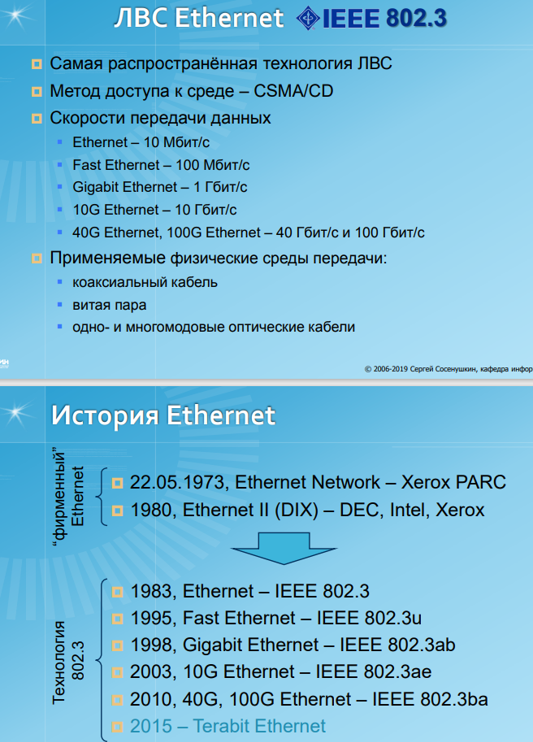 ЛВС Ethernet IEEE 802.3
Самая распространённая технология ЛВС
Метод доступа к среде – CSMA/CD
Скорости передачи данных
Ethernet – 10 Мбит/с
Fast Ethernet – 100 Мбит/с
Gigabit Ethernet – 1 Гбит/с
10G Ethernet – 10 Гбит/с
40G Ethernet, 100G Ethernet – 40 Гбит/с и 100 Гбит/с
Применяемые физические среды передачи:
коаксиальный кабель
витая пара
одно- и многомодовые оптические кабели
© 2006-2019 Сергей Сосенушкин, кафедра инфор
История Ethernet
"фирменный"
Ethernet
22.05.1973, Ethernet Network – Xerox PARC
1980, Ethernet II (DIX) – DEC, Intel, Xerox
Технология
802.3
1983, Ethernet – IEEE 802.3
1995, Fast Ethernet – IEEE 802.3u
1998, Gigabit Ethernet – IEEE 802.3ab
2003, 10G Ethernet – IEEE 802.3ae
2010, 40G, 100G Ethernet – IEEE 802.3ba
2015 – Terabit Ethernet